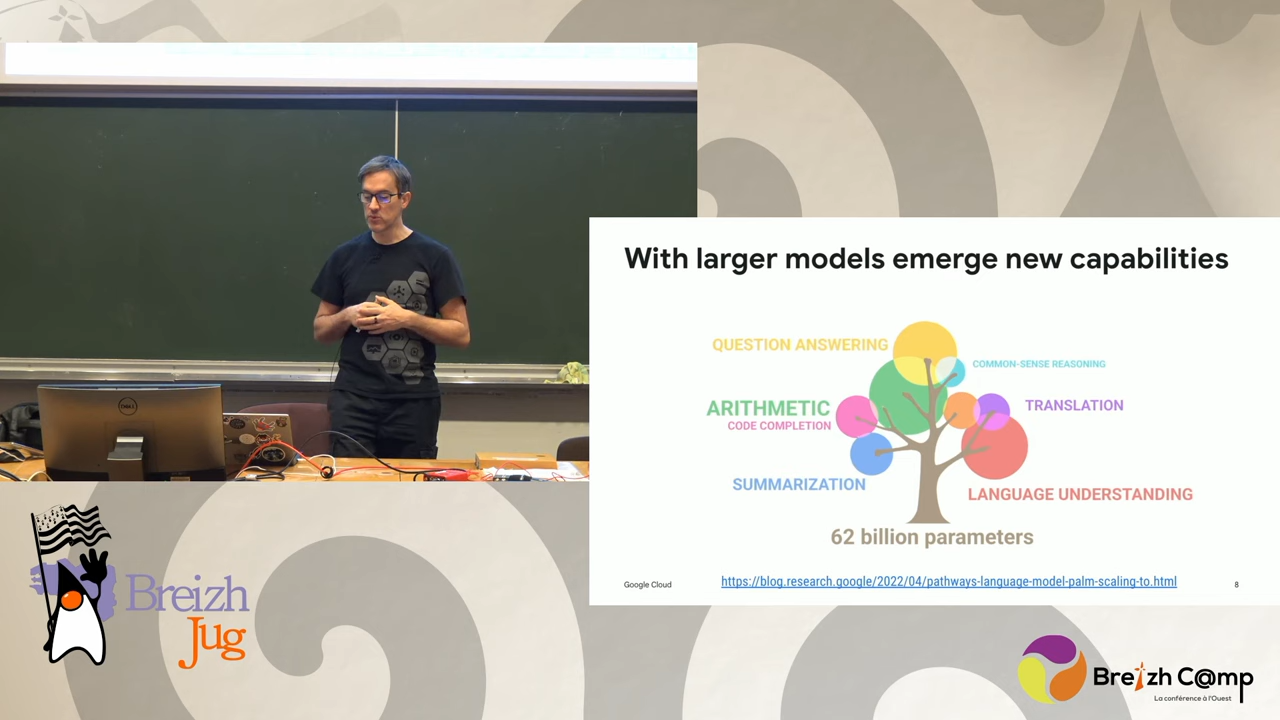 With larger models emerge new capabilities
QUESTION ANSWERING
COMMON-SENSE REASONING
ARITHMETIC
TRANSLATION
CODE COMPLETION
SUMMARIZATION
LANGUAGE UNDERSTANDING
62 billion parameters
Google Cloud
https://blog.research.google/2022/04/pathways-language-model-palm-scaling-to.html
8
DELL
Breizh
Jug
Breizh C@mp
La conférence à l'Ouest